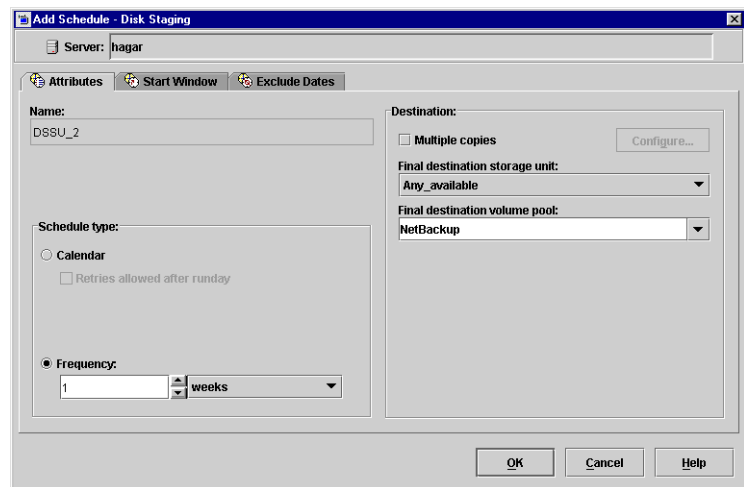 Add Schedule - Disk Staging
Server: hagar
Attributes Start Window Exclude Dates
Name:
DSSU_2
Schedule type:
Calendar
Retries allowed after runday
Frequency:
1 weeks
Destination:
Multiple copies Configure...
Final destination storage unit:
Any_available
Final destination volume pool:
NetBackup
OK Cancel Help